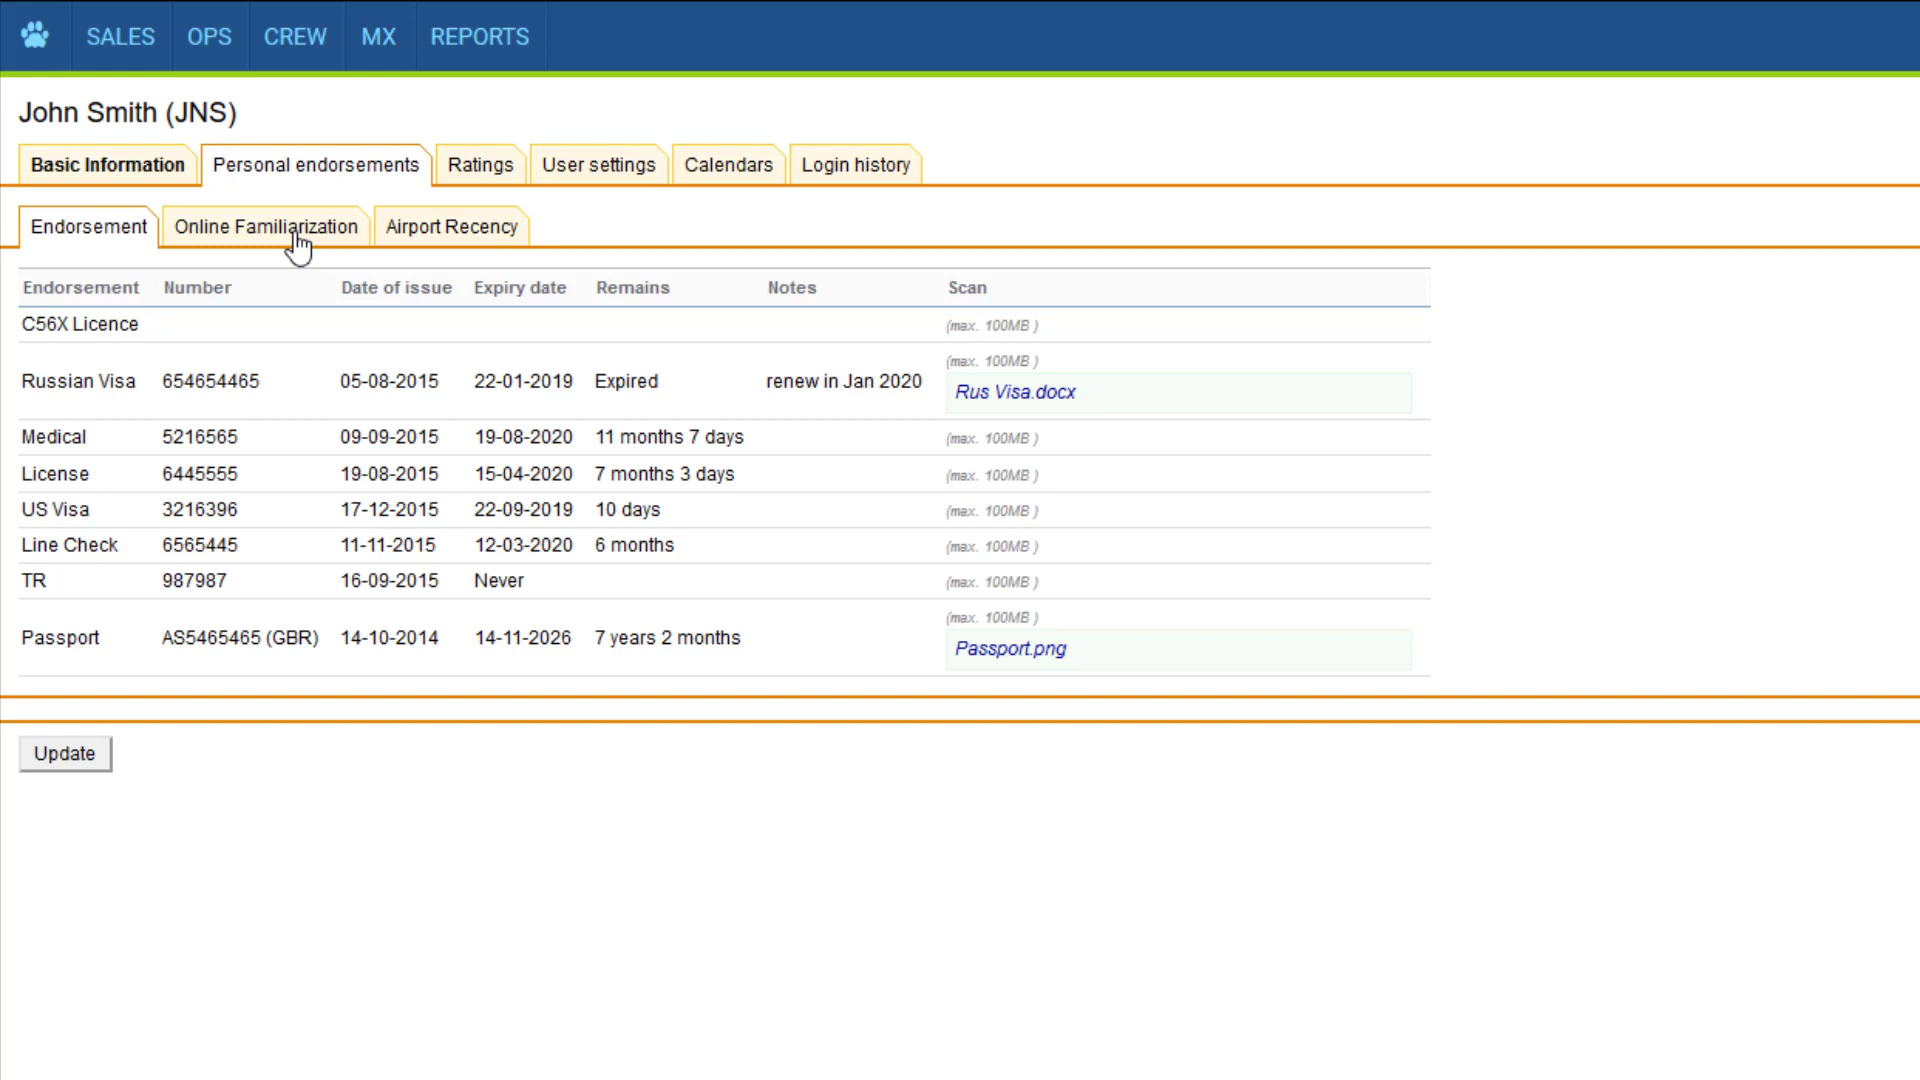 SALES OPS CREW MX REPORTS
John Smith (JNS)
Basic Information Personal endorsements Ratings User settings Calendars Login history
Endorsement Online Familiarization Airport Recency
Endorsement Number Date of issue Expiry date Remains Notes Scan
C56X Licence (max. 100MB )
(max. 100MB )
Russian Visa 654654465 05-08-2015 22-01-2019 Expired renew in Jan 2020
Rus Visa.docx
Medical 5216565 09-09-2015 19-08-2020 11 months 7 days (max. 100MB )
License 6445555 19-08-2015 15-04-2020 7 months 3 days (max. 100MB )
US Visa 3216396 17-12-2015 22-09-2019 10 days (max. 100MB )
Line Check 6565445 11-11-2015 12-03-2020 6 months (max. 100MB )
TR 987987 16-09-2015 Never (max. 100MB )
(max. 100MB )
Passport AS5465465 (GBR) 14-10-2014 14-11-2026 7 years 2 months
Passport.png
Update